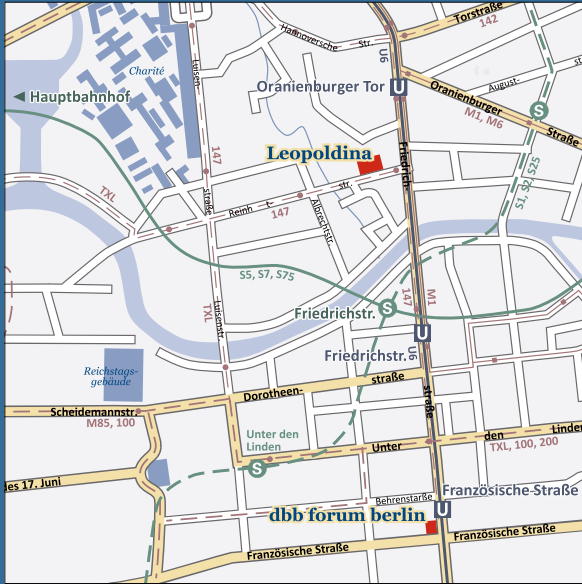 Torstraße
142
Hannoversche Str.
U6
Charité
Luisen-
straße
August-
st
Oranienburger Tor
U
Hauptbahnhof
Oranienburger
Straße
M1, M6
S
Leopoldina
Friedrich-
147
str.
Reinh
147
Albrechtstr.
TXL
S1, S2, S25
S5, S7, S75
TXL
Luisenstr.
147
M1
Friedrichstr.
S
U
Friedrichstr.
U6
Reichstags-
gebäude
Dorotheen-
straße
straße
Scheidemannstr.
M85, 100
Unter den
Linden
S
Unter
den
Linden
TXL, 100, 200
des 17. Juni
Behrenstarße
Französische Straße
U
dbb forum berlin
Französische Straße
Französische Straße